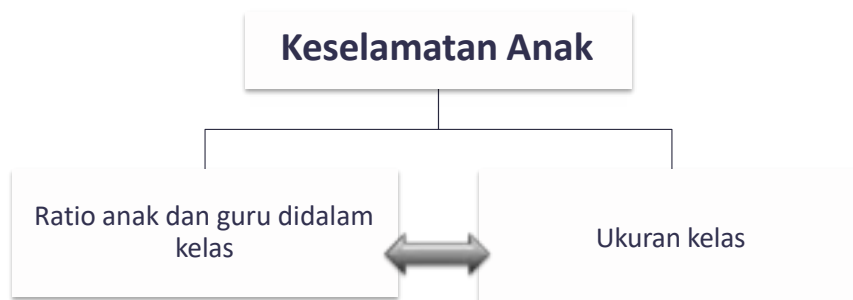 Keselamatan Anak
Ratio anak dan guru didalam
kelas
Ukuran kelas